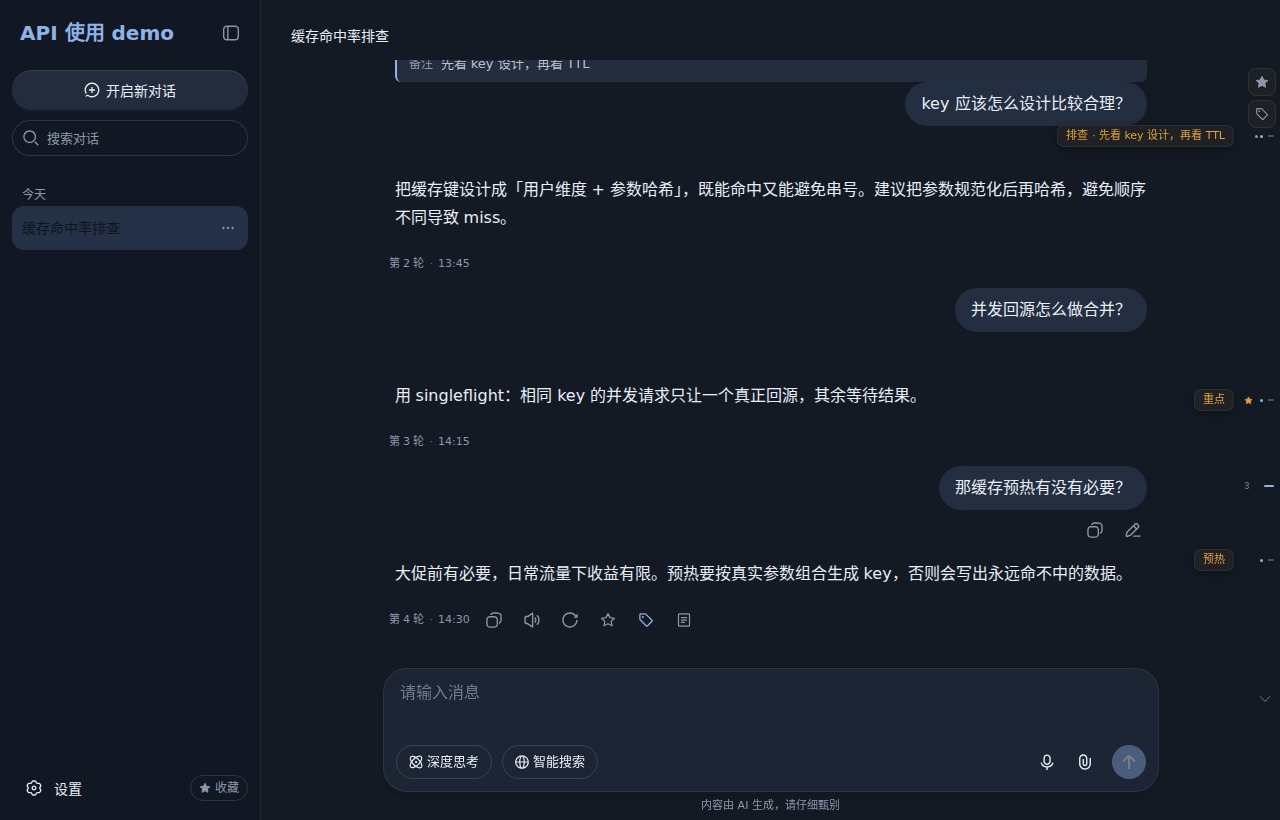 API 使用 demo
开启新对话
搜索对话
今天
缓存命中率排查
设置
收藏
缓存命中率排查
备注 先看 key 设计，再看 TTL
key 应该怎么设计比较合理？
排查 · 先看 key 设计，再看 TTL
把缓存键设计成「用户维度 + 参数哈希」，既能命中又能避免串号。建议把参数规范化后再哈希，避免顺序
不同导致 miss。
第 2 轮 · 13:45
并发回源怎么做合并？
用 singleflight：相同 key 的并发请求只让一个真正回源，其余等待结果。
重点
第 3 轮 · 14:15
那缓存预热有没有必要？
3
大促前有必要，日常流量下收益有限。预热要按真实参数组合生成 key，否则会写出永远命不中的数据。
预热
第 4 轮 · 14:30
请输入消息
深度思考
智能搜索
内容由 AI 生成，请仔细甄别